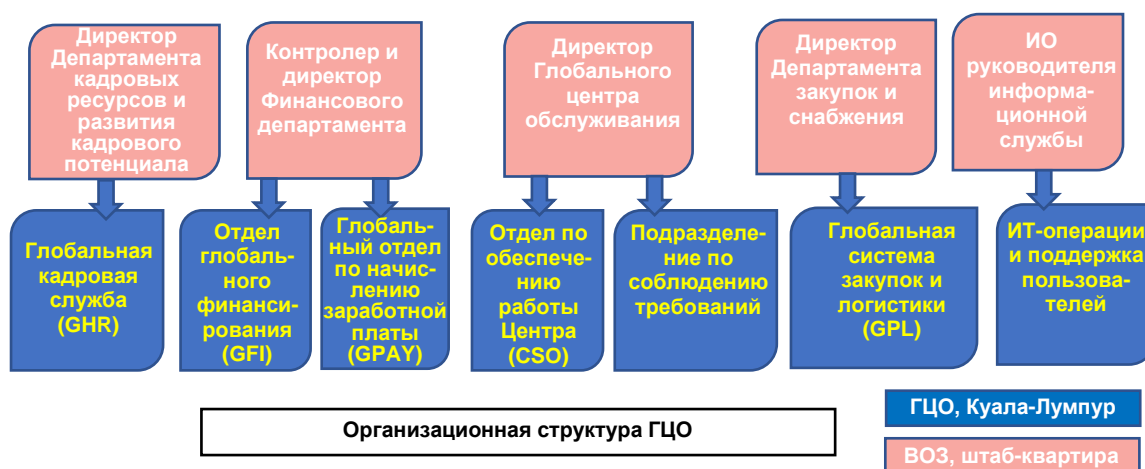 Директор
Департамента
кадровых
ресурсов и
развития
кадрового
потенциала
Контролер и
директор
Финансового
департамента
Директор
Глобального
центра
обслуживания
Директор
Департамента
закупок и
снабжения
ИО
руководителя
информа-
ционной
службы
Глобальная
кадровая
служба
(GHR)
Отдел
глобаль-
ного
финанси-
рования
(GFI)
Глобаль-
ный отдел
по начис-
лению
заработной
платы
(GPAY)
Отдел по
обеспече-
нию
работы
Центра
(CSO)
Подразделе-
ние по
соблюдению
требований
Глобальная
система
закупок и
логистики
(GPL)
ИТ-операции
и поддержка
пользова-
телей
Организационная структура ГЦО
ГЦО, Куала-Лумпур
ВОЗ, штаб-квартира